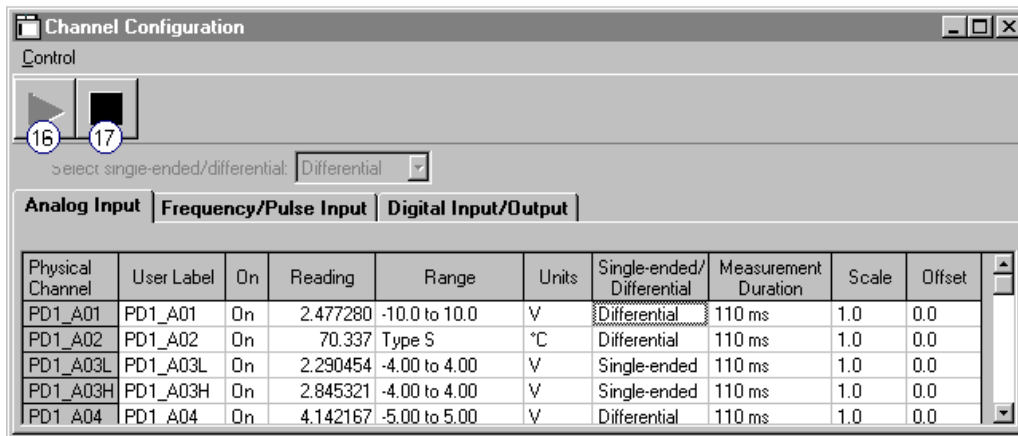 Channel Configuration
Control
16 17
Select single-ended/differential: Differential
Analog Input Frequency/Pulse Input Digital Input/Output
Physical Channel User Label On Reading Range Units Single-ended/ Differential Measurement Duration Scale Offset
PD1_A01 PD1_A01 On 2.477280 -10.0 to 10.0 V Differential 110 ms 1.0 0.0
PD1_A02 PD1_A02 On 70.337 Type S °C Differential 110 ms 1.0 0.0
PD1_A03L PD1_A03L On 2.290454 -4.00 to 4.00 V Single-ended 110 ms 1.0 0.0
PD1_A03H PD1_A03H On 2.845321 -4.00 to 4.00 V Single-ended 110 ms 1.0 0.0
PD1_A04 PD1_A04 On 4.142167 -5.00 to 5.00 V Differential 110 ms 1.0 0.0